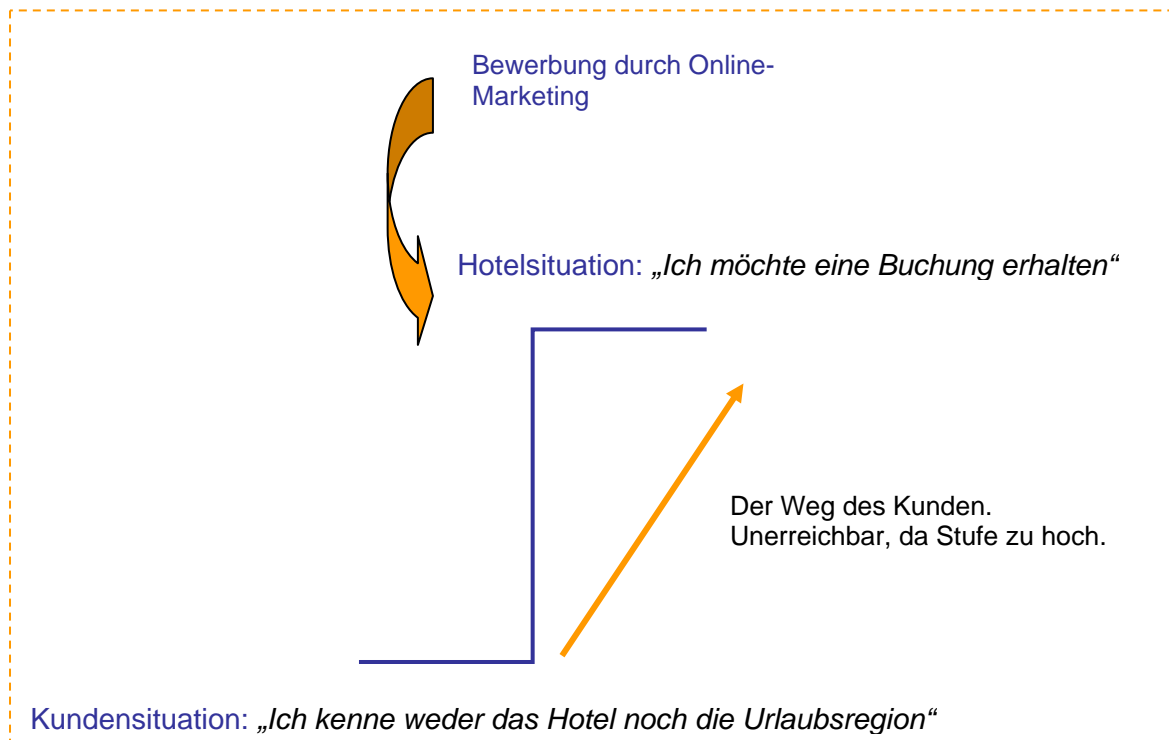 Bewerbung durch Online-
Marketing
Hotelsituation: „Ich möchte eine Buchung erhalten“
Der Weg des Kunden.
Unerreichbar, da Stufe zu hoch.
Kundensituation: „Ich kenne weder das Hotel noch die Urlaubsregion“